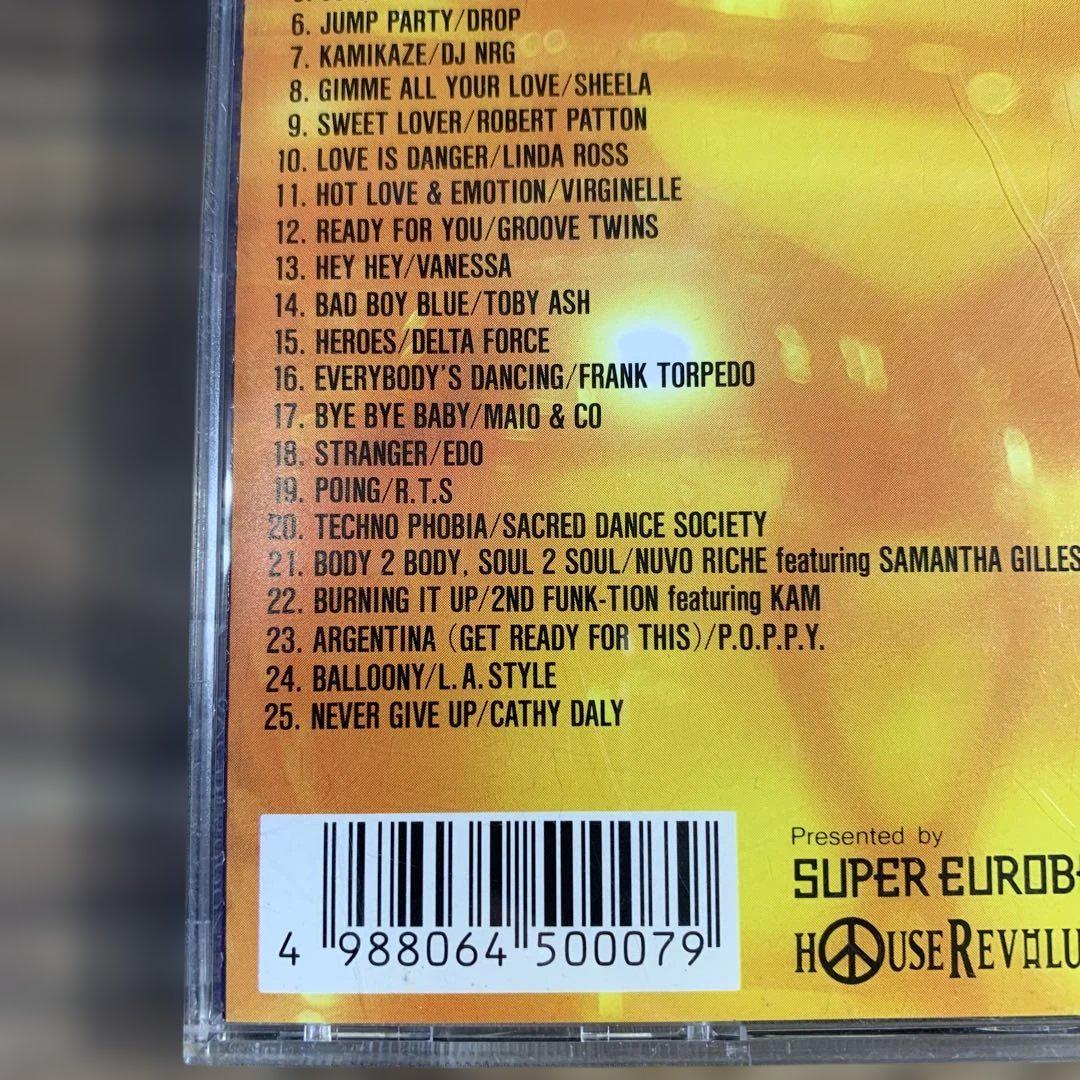 6. JUMP PARTY/DROP
7. KAMIKAZE/DJ NRG
8. GIMME ALL YOUR LOVE/SHEELA
9. SWEET LOVER/ROBERT PATTON
10. LOVE IS DANGER/LINDA ROSS
11. HOT LOVE & EMOTION/VIRGINELLE
12. READY FOR YOU/GROOVE TWINS
13. HEY HEY/VANESSA
14. BAD BOY BLUE/TOBY ASH
15. HEROES/DELTA FORCE
16. EVERYBODY'S DANCING/FRANK TORPEDO
17. BYE BYE BABY/MAIO & CO
18. STRANGER/EDO
19. POING/R.T.S
20. TECHNO PHOBIA/SACRED DANCE SOCIETY
21. BODY 2 BODY, SOUL 2 SOUL/NUVO RICHE featuring SAMANTHA GILLES
22. BURNING IT UP/2ND FUNK-TION featuring KAM
23. ARGENTINA (GET READY FOR THIS)/P.O.P.P.Y.
24. BALLOONY/L.A.STYLE
25. NEVER GIVE UP/CATHY DALY
4 988064 500079
Presented by
SUPER EUROB
HOUSE REVOLU